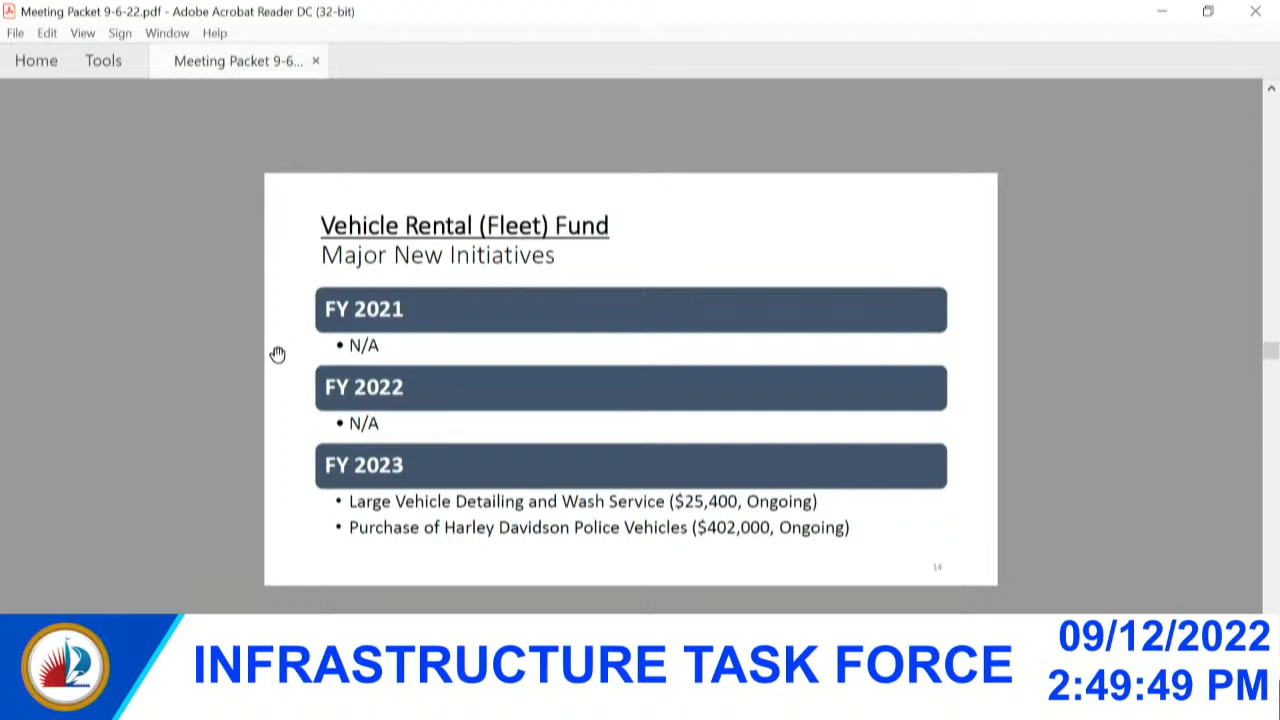 Meeting Packet 9-6-22.pdf - Adobe Acrobat Reader DC (32-bit)
File Edit View Sign Window Help
Home Tools Meeting Packet 9-6... ×
Vehicle Rental (Fleet) Fund
Major New Initiatives
FY 2021
• N/A
FY 2022
• N/A
FY 2023
• Large Vehicle Detailing and Wash Service ($25,400, Ongoing)
• Purchase of Harley Davidson Police Vehicles ($402,000, Ongoing)
14
INFRASTRUCTURE TASK FORCE
09/12/2022
2:49:49 PM